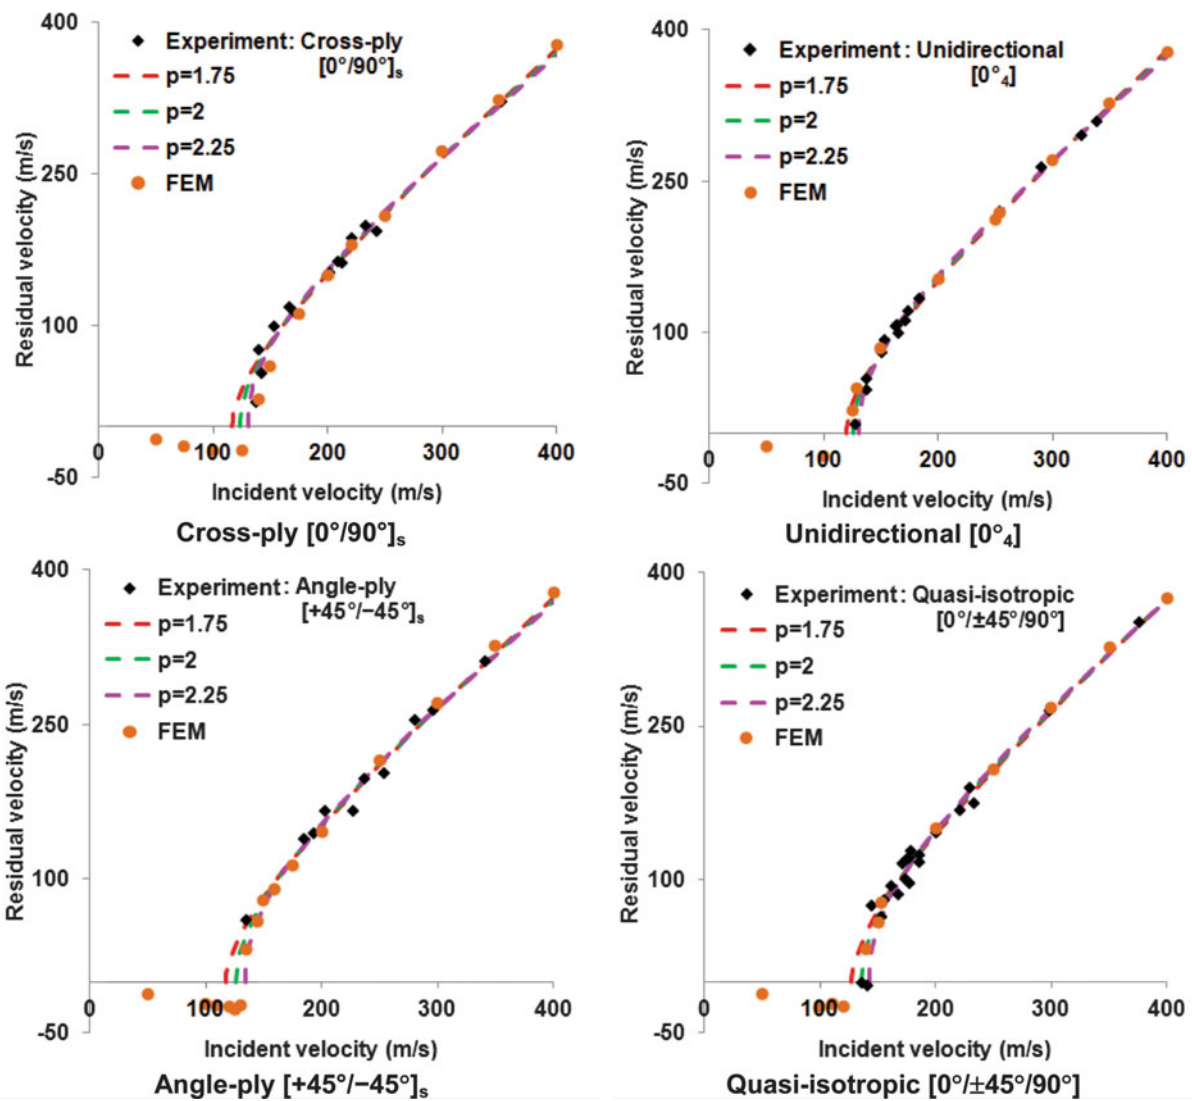 400
Experiment: Cross-ply
[0°/90°]s
p=1.75
p=2
p=2.25
FEM
250
100
0
100
200
300
400
-50
Residual velocity (m/s)
Incident velocity (m/s)
Cross-ply [0°/90°]s
400
Experiment: Unidirectional
[0°4]
p=1.75
p=2
p=2.25
FEM
250
100
0
100
200
300
400
-50
Residual velocity (m/s)
Incident velocity (m/s)
Unidirectional [0°4]
400
Experiment: Angle-ply
[+45°/−45°]s
p=1.75
p=2
p=2.25
FEM
250
100
0
100
200
300
400
-50
Residual velocity (m/s)
Incident velocity (m/s)
Angle-ply [+45°/−45°]s
400
Experiment: Quasi-isotropic
[0°/±45°/90°]
p=1.75
p=2
p=2.25
FEM
250
100
0
100
200
300
400
-50
Residual velocity (m/s)
Incident velocity (m/s)
Quasi-isotropic [0°/±45°/90°]